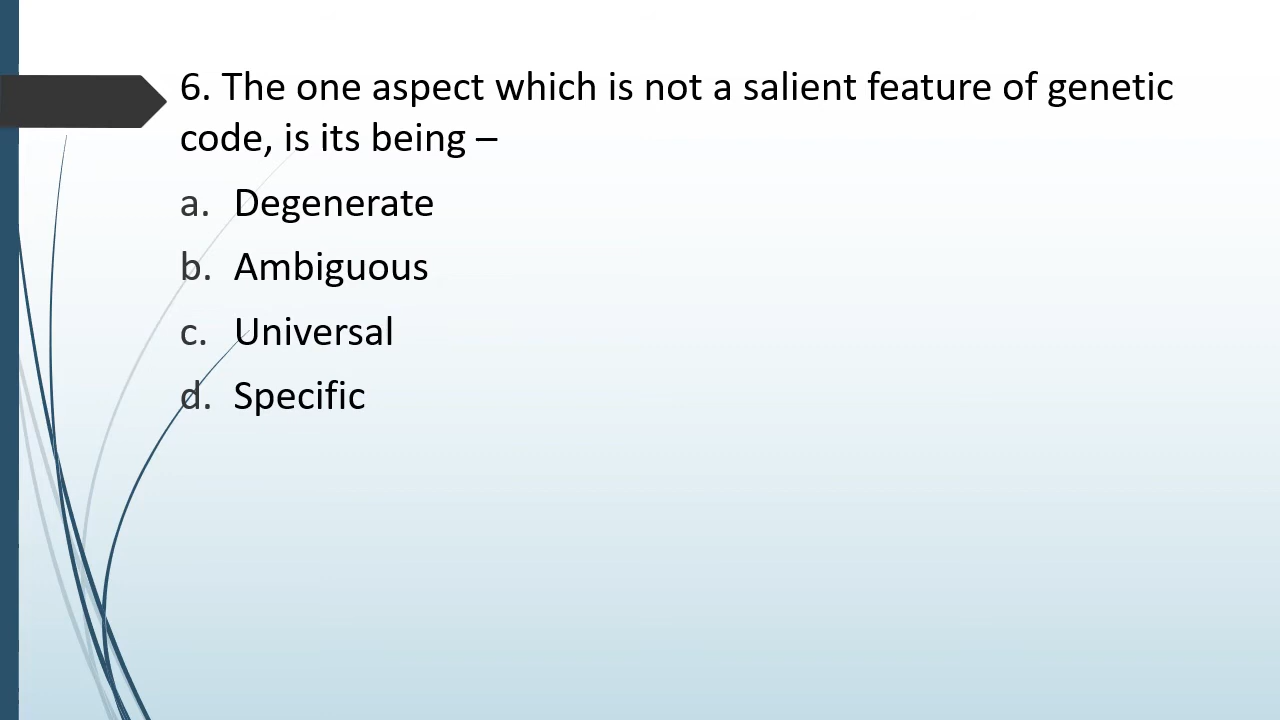 6. The one aspect which is not a salient feature of genetic
code, is its being –
a. Degenerate
b. Ambiguous
c. Universal
d. Specific